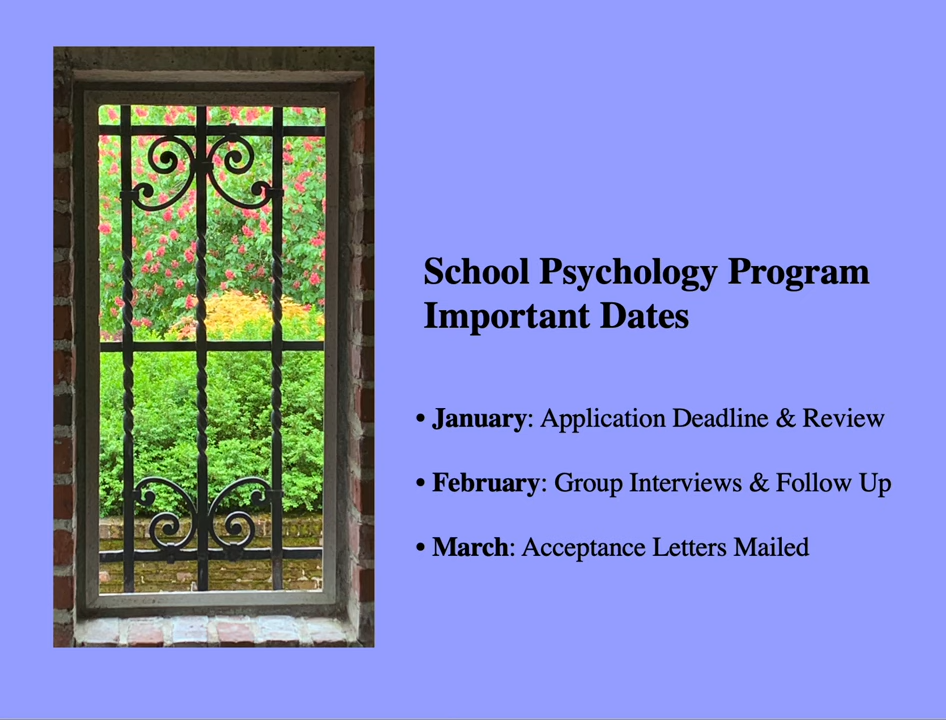 School Psychology Program
Important Dates
• January: Application Deadline & Review
• February: Group Interviews & Follow Up
• March: Acceptance Letters Mailed